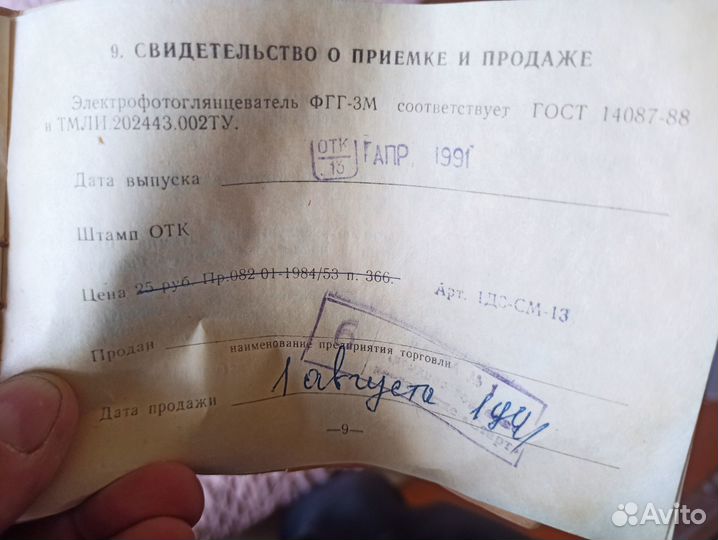 9. СВИДЕТЕЛЬСТВО О ПРИЕМКЕ И ПРОДАЖЕ
Электрофотоглянцеватель ФГГ-3М соответствует ГОСТ 14087-88
и ТМЛИ.202443.002ТУ.
ОТК
13
АПР. 1991
Дата выпуска
Штамп ОТК
Цена 25 руб. Пр.082 01-1984/53 п. 366.
Арт. 1ДЗ-СМ-13
Продан
наименование предприятия торговли
6
Дата продажи 1 августа 1991
—9—
Avito